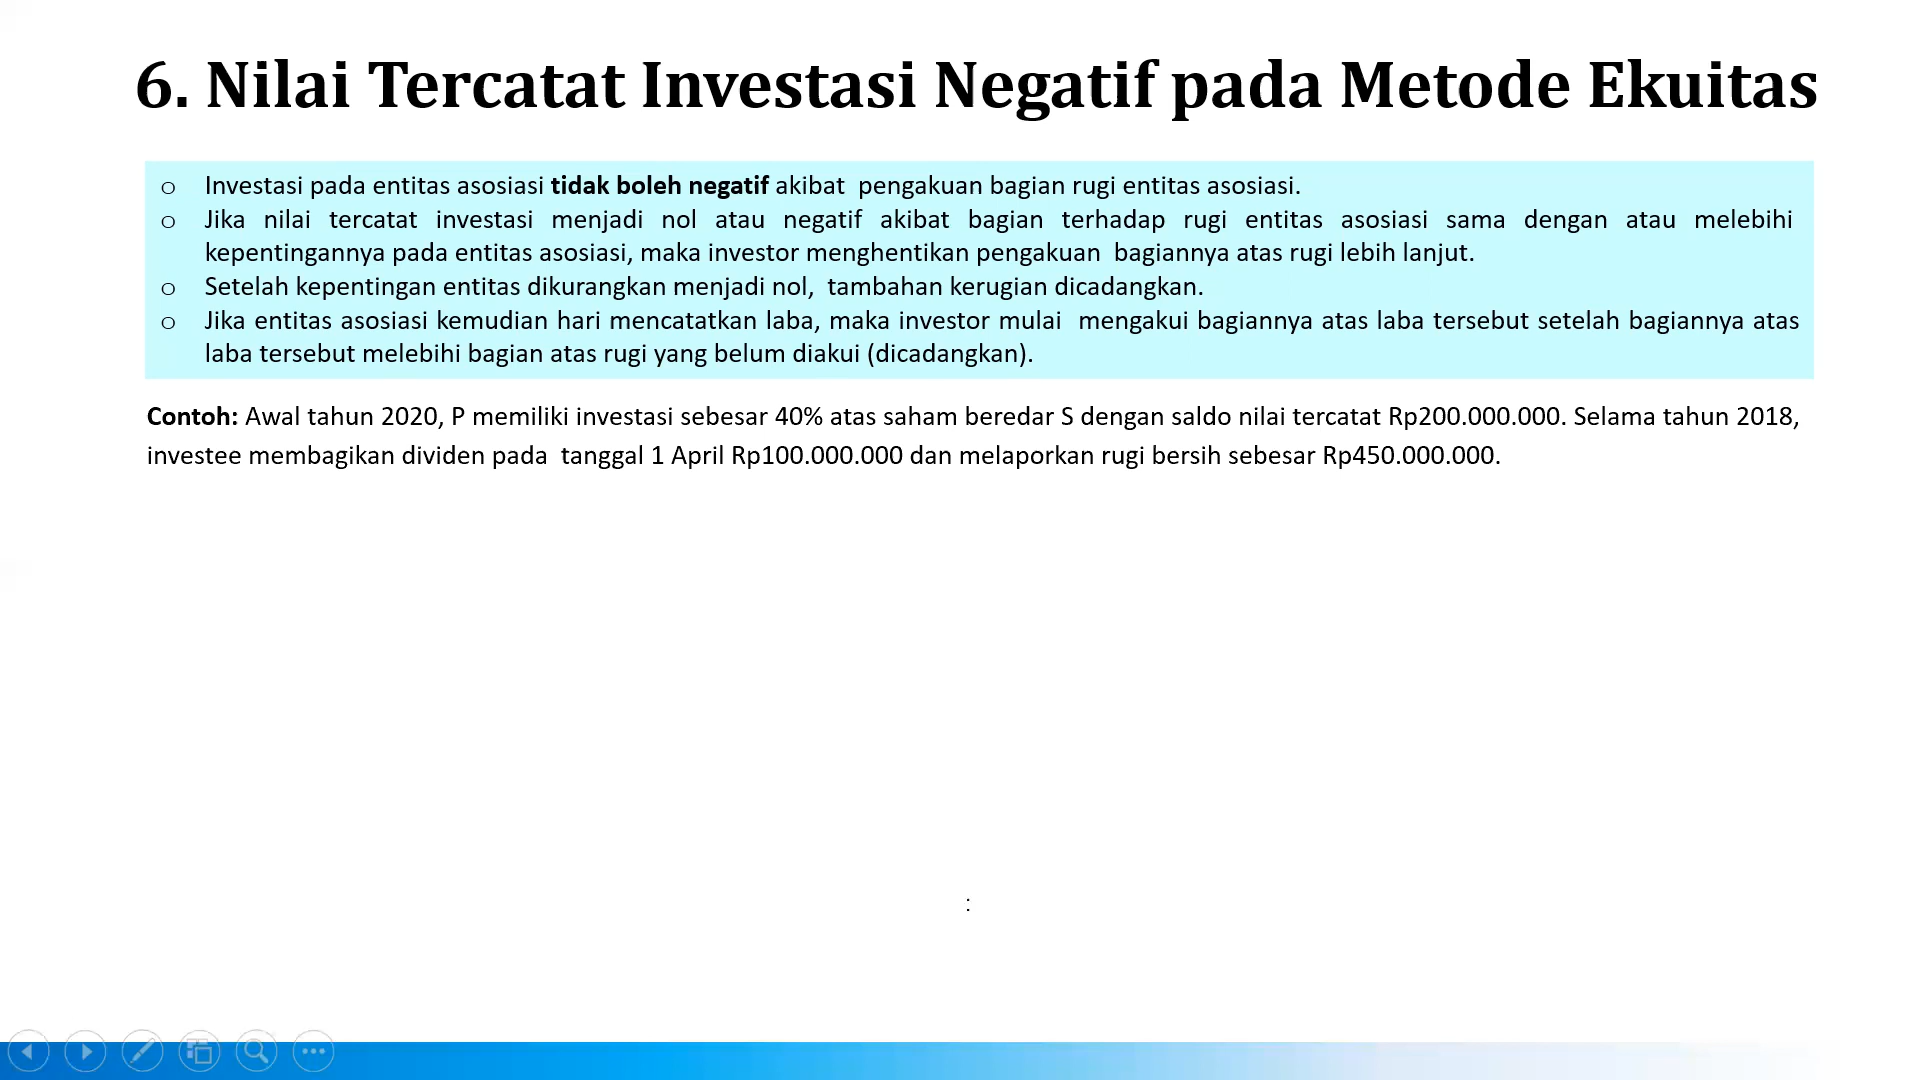 6. Nilai Tercatat Investasi Negatif pada Metode Ekuitas
o Investasi pada entitas asosiasi tidak boleh negatif akibat pengakuan bagian rugi entitas asosiasi.
o Jika nilai tercatat investasi menjadi nol atau negatif akibat bagian terhadap rugi entitas asosiasi sama dengan atau melebihi
kepentingannya pada entitas asosiasi, maka investor menghentikan pengakuan bagiannya atas rugi lebih lanjut.
o Setelah kepentingan entitas dikurangkan menjadi nol, tambahan kerugian dicadangkan.
o Jika entitas asosiasi kemudian hari mencatatkan laba, maka investor mulai mengakui bagiannya atas laba tersebut setelah bagiannya atas
laba tersebut melebihi bagian atas rugi yang belum diakui (dicadangkan).
Contoh: Awal tahun 2020, P memiliki investasi sebesar 40% atas saham beredar S dengan saldo nilai tercatat Rp200.000.000. Selama tahun 2018,
investee membagikan dividen pada tanggal 1 April Rp100.000.000 dan melaporkan rugi bersih sebesar Rp450.000.000.
: